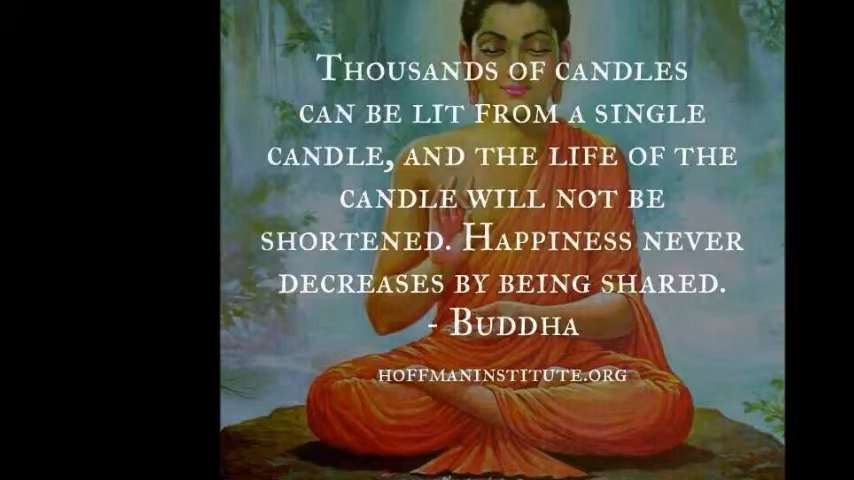 Thousands of candles
can be lit from a single
candle, and the life of the
candle will not be
shortened. Happiness never
decreases by being shared.
- Buddha
hoffmaninstitute.org